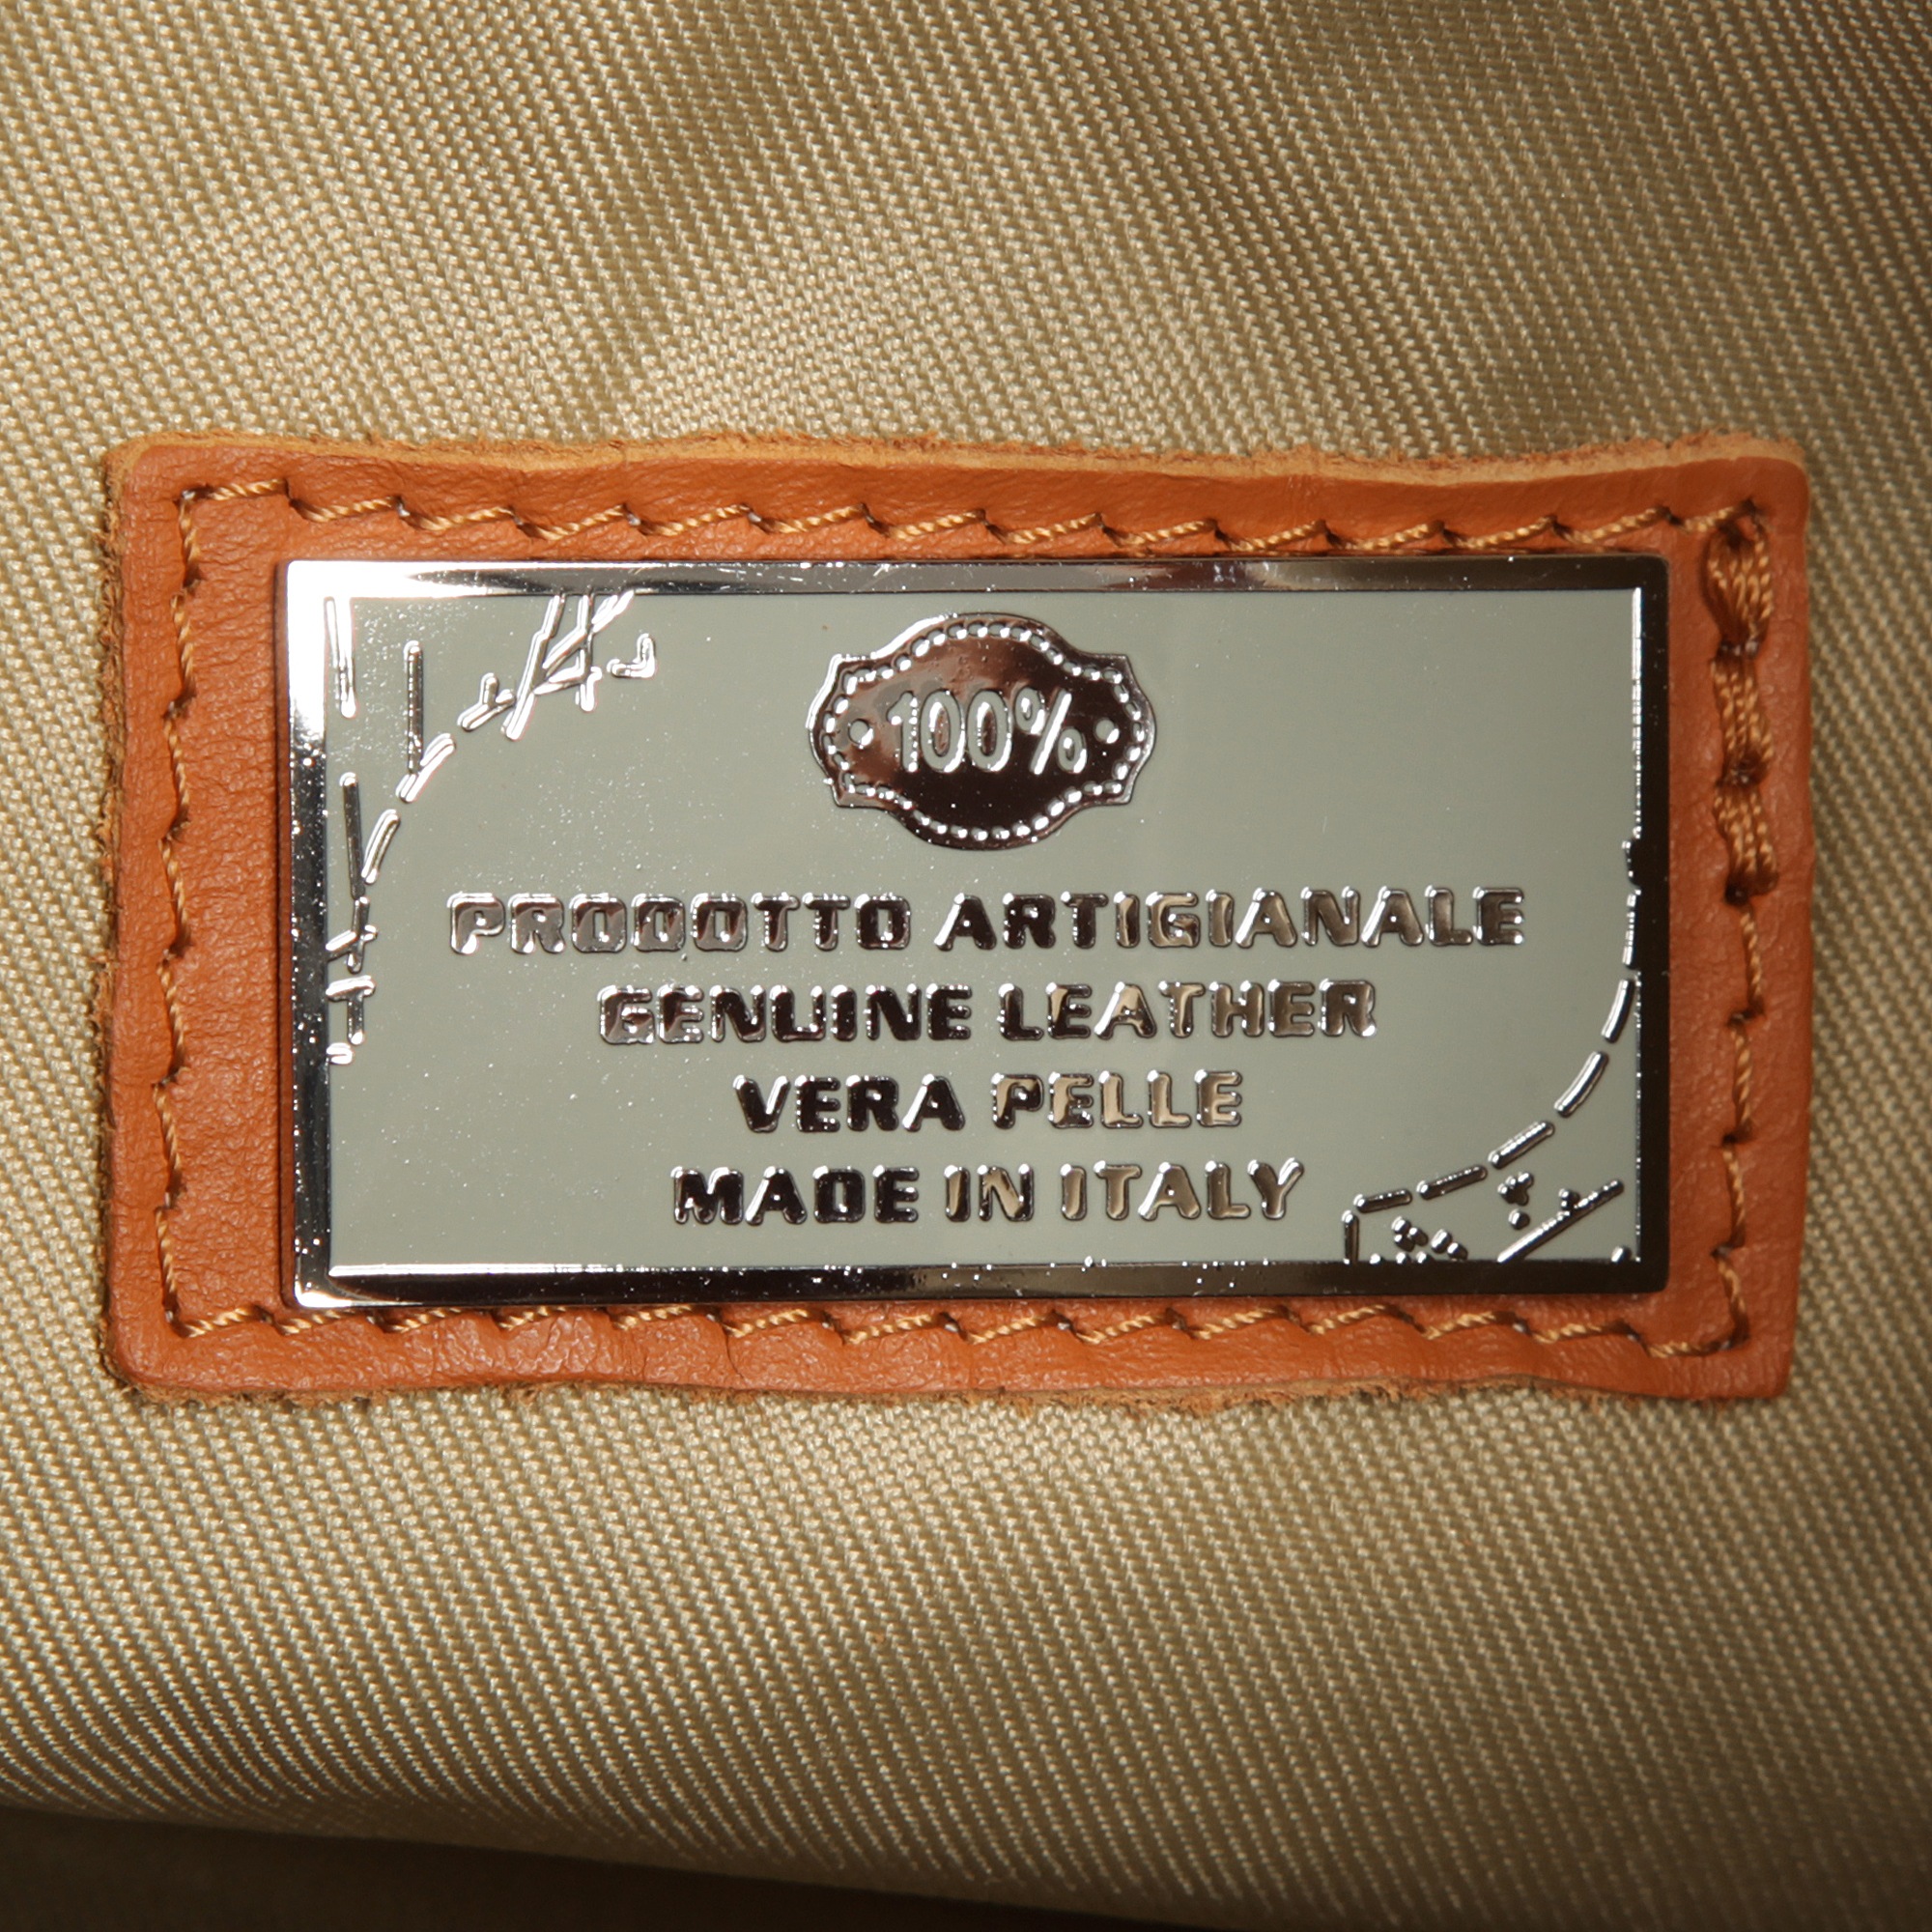 100%
PRODOTTO ARTIGIANALE
GENUINE LEATHER
VERA PELLE
MADE IN ITALY